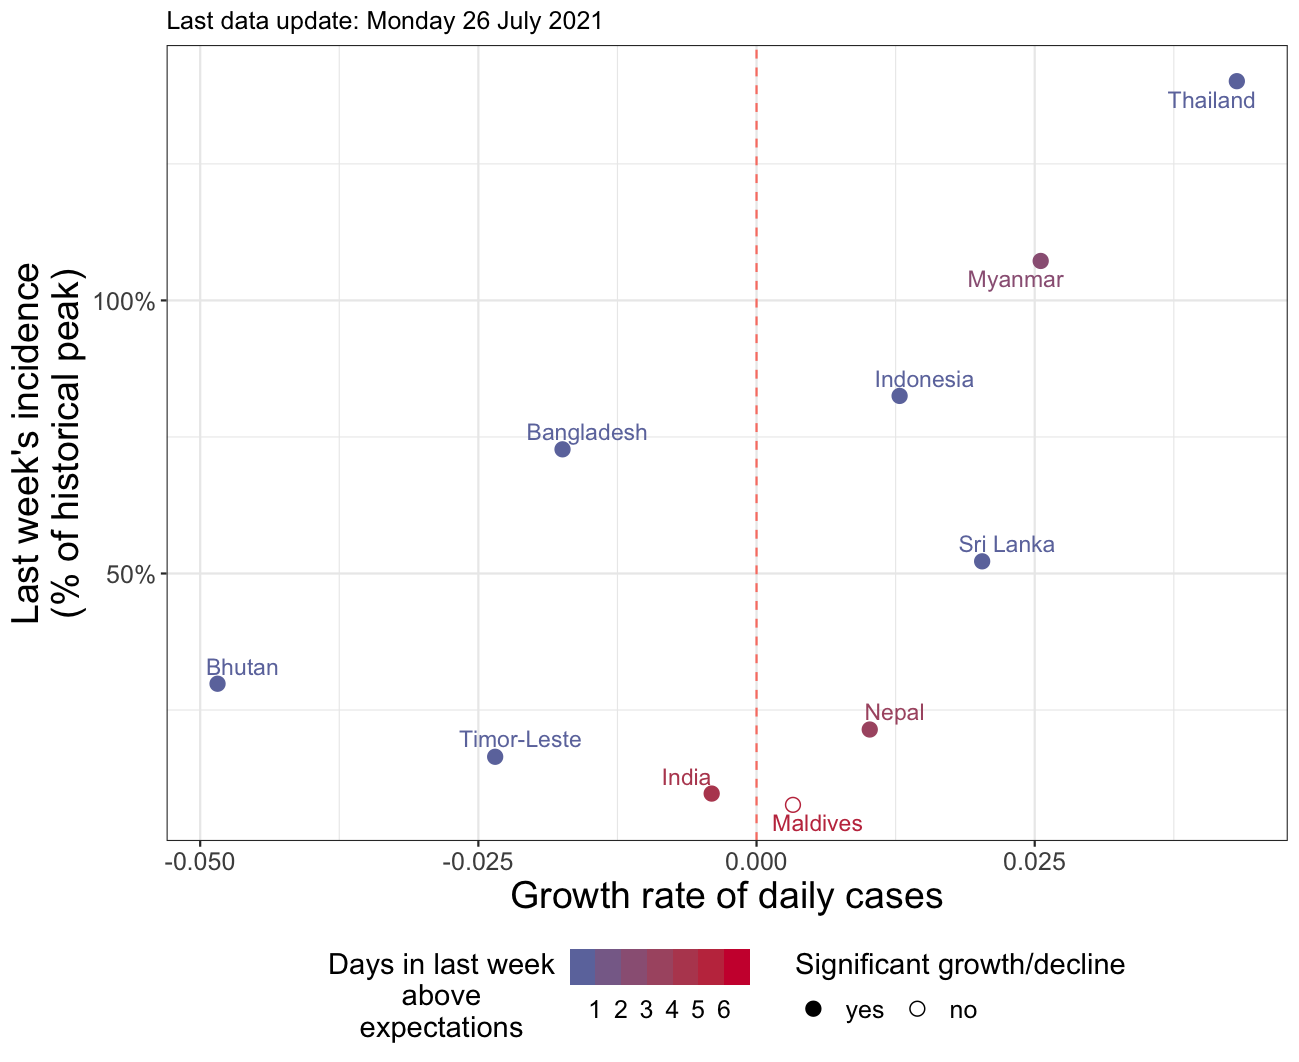 Last data update: Monday 26 July 2021
Last week's incidence
(% of historical peak)
100%
50%
Thailand
Myanmar
Indonesia
Bangladesh
Sri Lanka
Bhutan
Nepal
Timor-Leste
India
Maldives
-0.050 -0.025 0.000 0.025
Growth rate of daily cases
Days in last week
above
expectations
1 2 3 4 5 6
Significant growth/decline
yes no